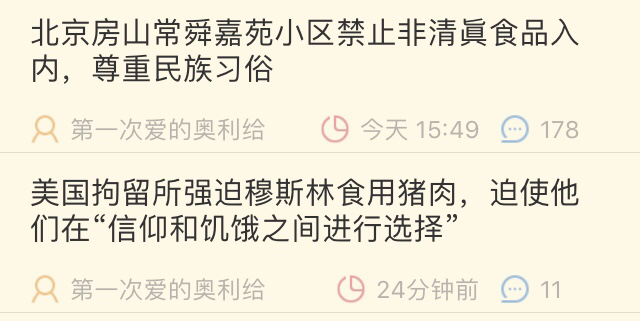 北京房山常舜嘉苑小区禁止非清眞食品入
内，尊重民族习俗
第一次爱的奥利给 今天 15:49 178
美国拘留所强迫穆斯林食用猪肉，迫使他
们在“信仰和饥饿之间进行选择”
第一次爱的奥利给 24分钟前 11